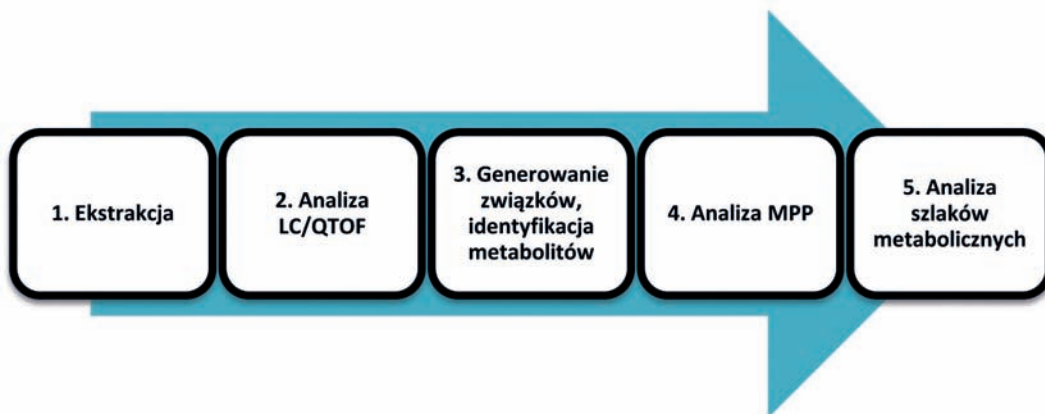 1. Ekstrakcja
2. Analiza
LC/QTOF
3. Generowanie
związków,
identyfikacja
metabolitów
4. Analiza MPP
5. Analiza
szlaków
metabolicznych